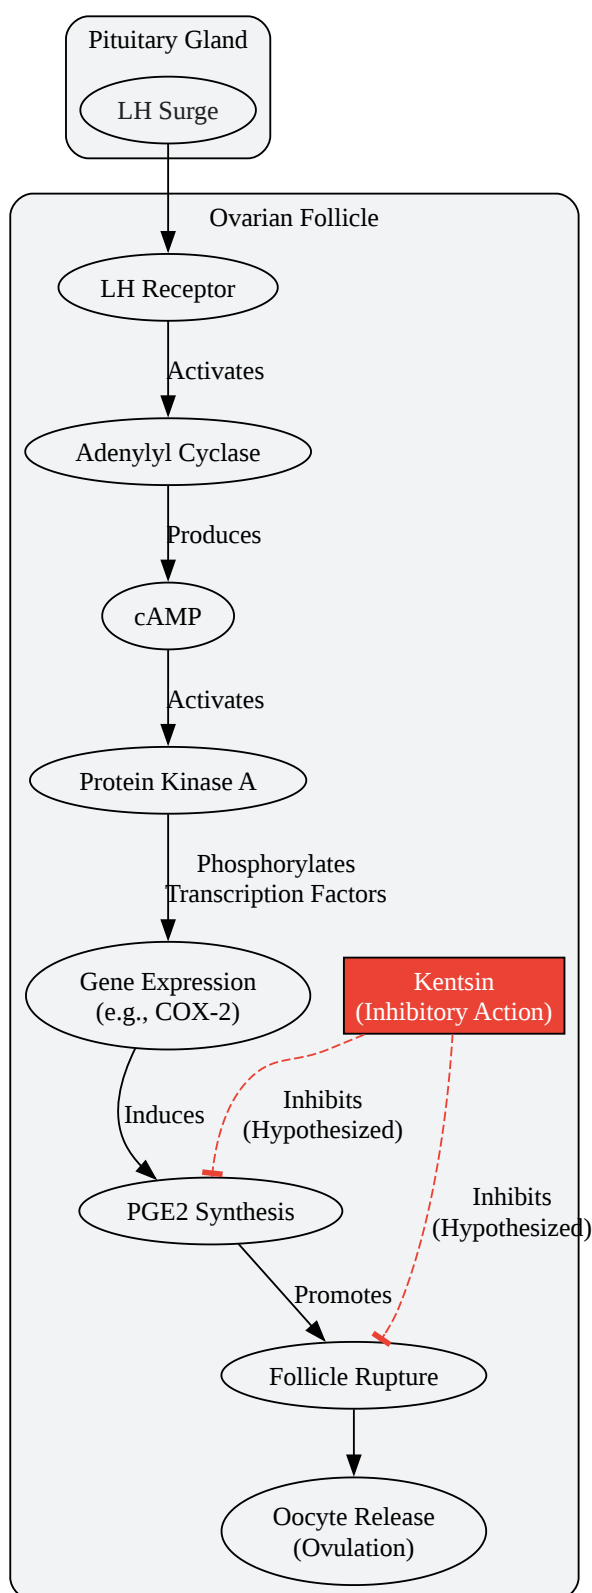 Pituitary Gland
LH Surge
Ovarian Follicle
LH Receptor
Activates
Adenylyl Cyclase
Produces
cAMP
Activates
Protein Kinase A
Phosphorylates
Transcription Factors
Gene Expression
(e.g., COX-2)
Kentsin
(Inhibitory Action)
Induces
Inhibits
(Hypothesized)
PGE2 Synthesis
Inhibits
(Hypothesized)
Promotes
Follicle Rupture
Oocyte Release
(Ovulation)